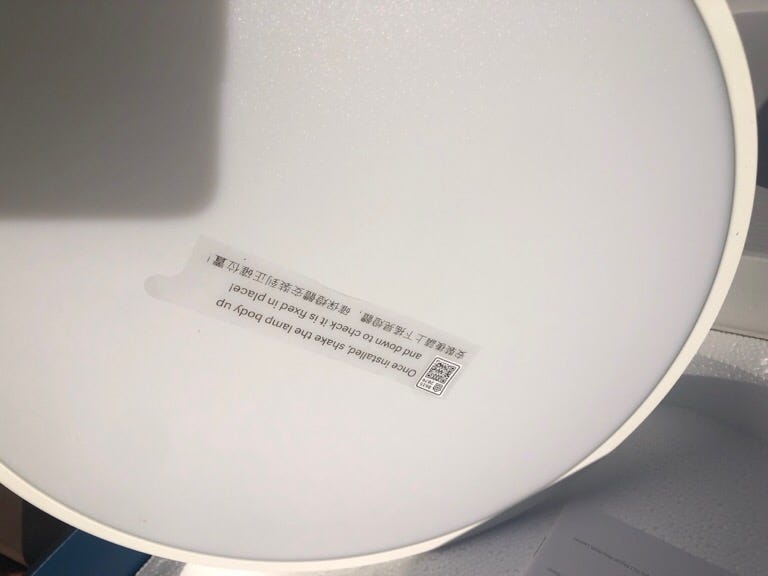 Once installed, shake the lamp body up
and down to check it is fixed in place!
安裝後請上下搖晃燈體，確保燈體安裝到正確位置！